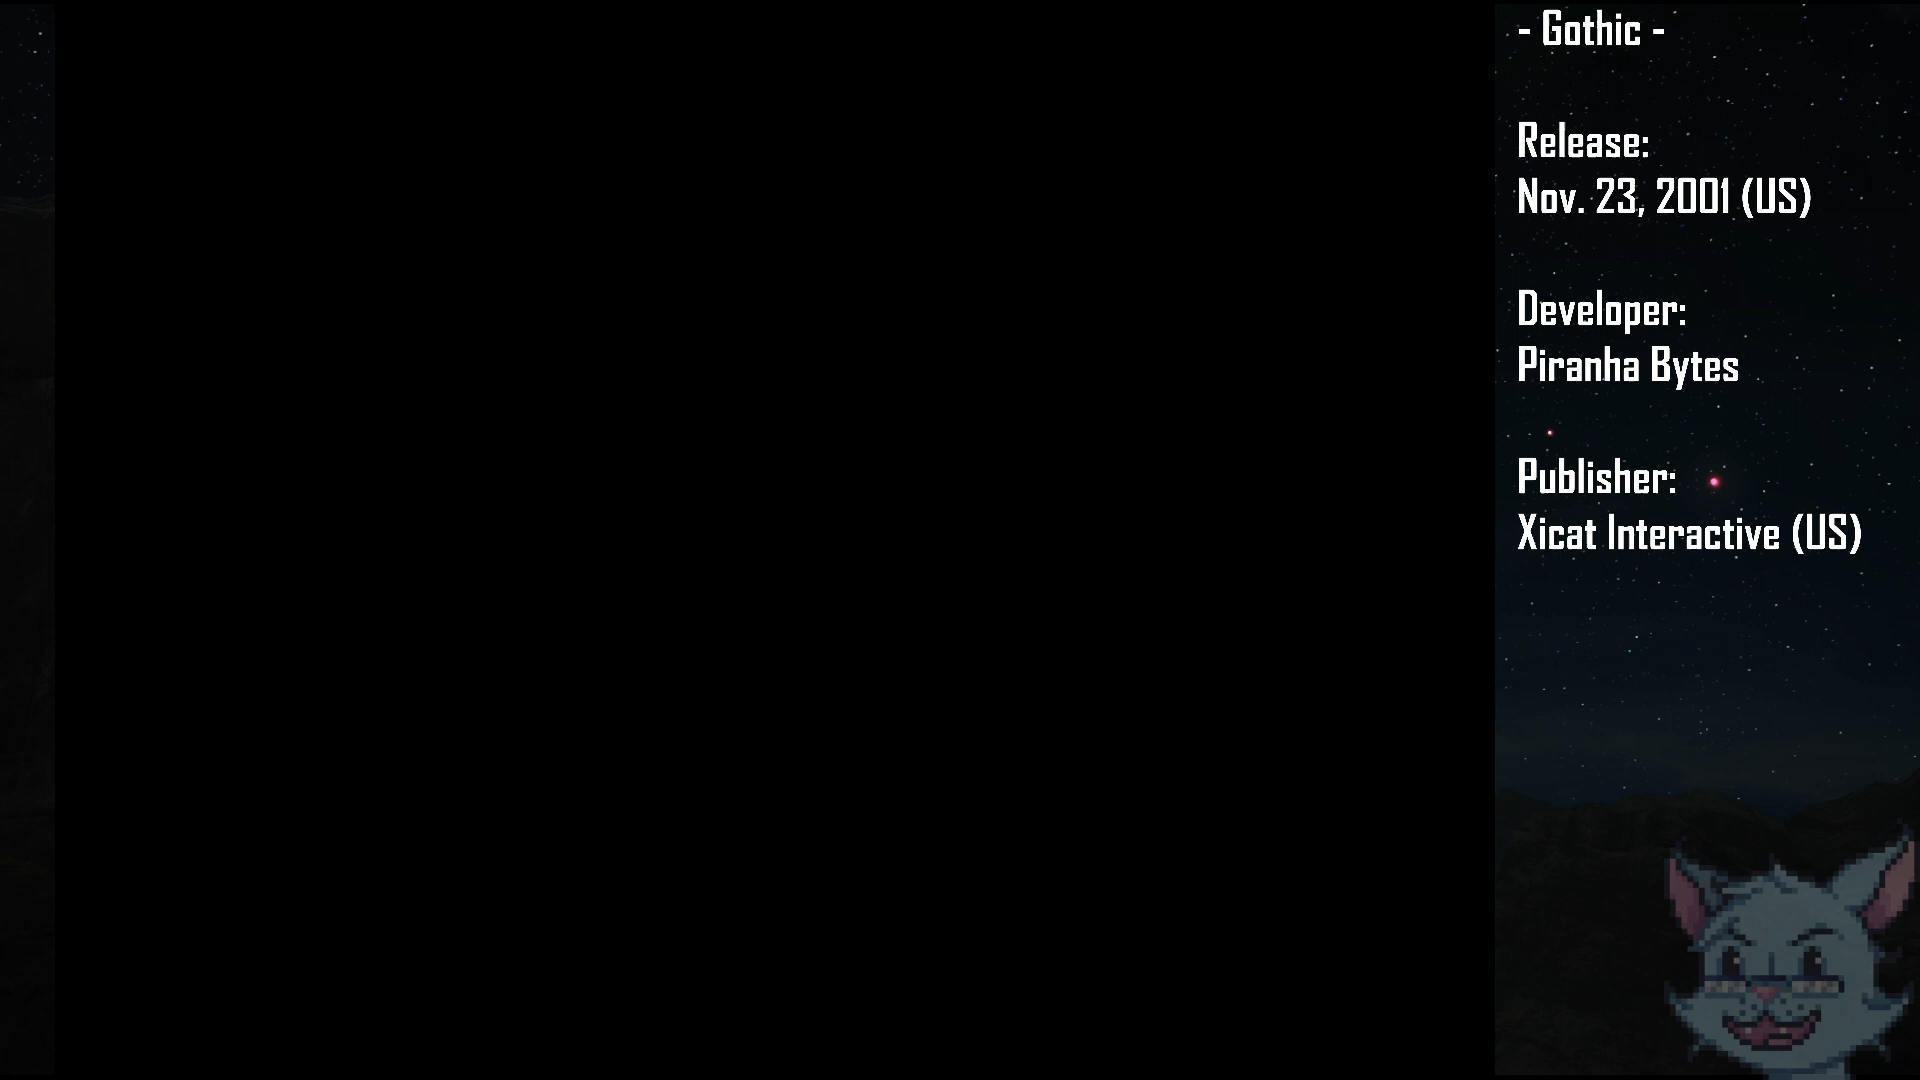 - Gothic -
Release:
Nov. 23, 2001 (US)
Developer:
Piranha Bytes
Publisher:
Xicat Interactive (US)